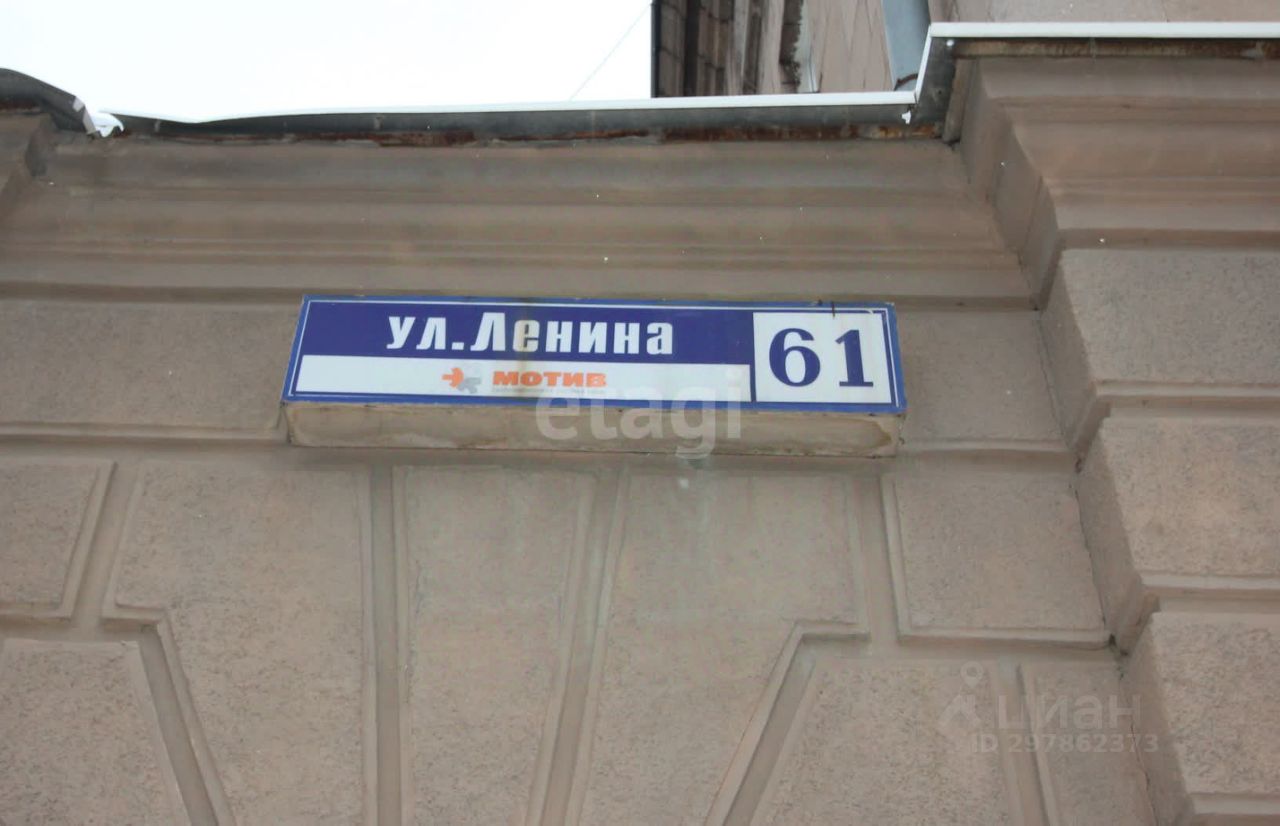 ул.Ленина
61
МОТИВ
etagi
циан
ID 297862373